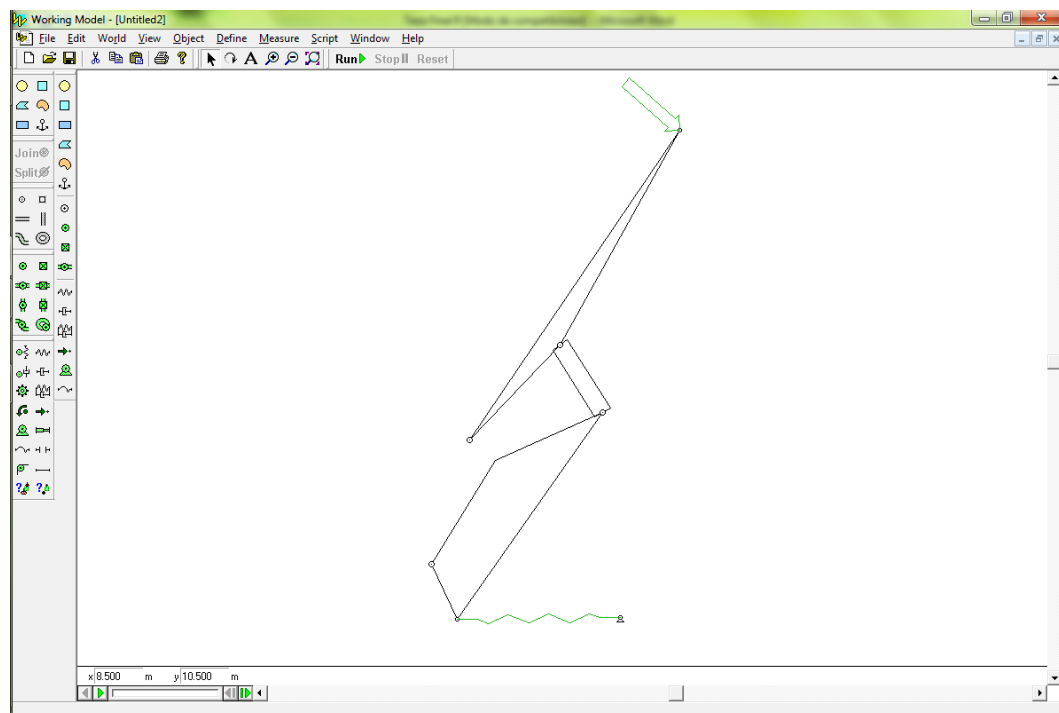 Working Model - [Untitled2]
File Edit World View Object Define Measure Script Window Help
A Run Stop Reset
Join
Split
x 8.500 m y 10.500 m